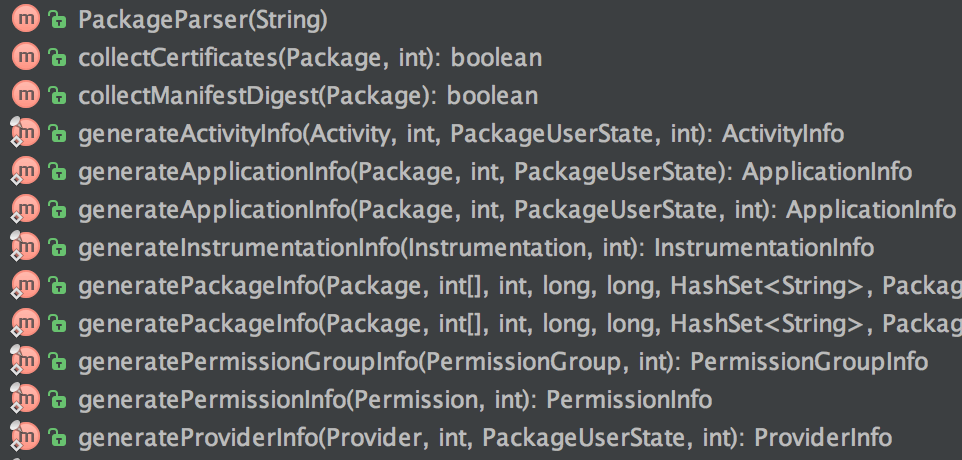 m PackageParser(String)
m collectCertificates(Package, int): boolean
m collectManifestDigest(Package): boolean
m generateActivityInfo(Activity, int, PackageUserState, int): ActivityInfo
m generateApplicationInfo(Package, int, PackageUserState): ApplicationInfo
m generateApplicationInfo(Package, int, PackageUserState, int): ApplicationInfo
m generateInstrumentationInfo(Instrumentation, int): InstrumentationInfo
m generatePackageInfo(Package, int[], int, long, long, HashSet<String>, Packag
m generatePackageInfo(Package, int[], int, long, long, HashSet<String>, Packag
m generatePermissionGroupInfo(PermissionGroup, int): PermissionGroupInfo
m generatePermissionInfo(Permission, int): PermissionInfo
m generateProviderInfo(Provider, int, PackageUserState, int): ProviderInfo